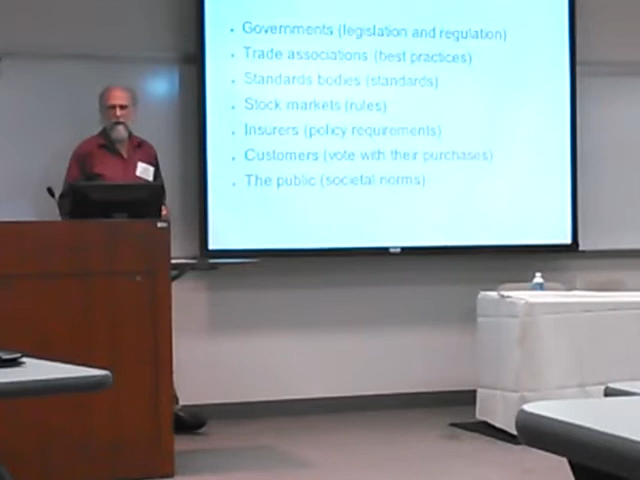 Governments (legislation and regulation)
Trade associations (best practices)
Standards bodies (standards)
Stock markets (rules)
Insurers (policy requirements)
Customers (vote with their purchases)
The public (societal norms)